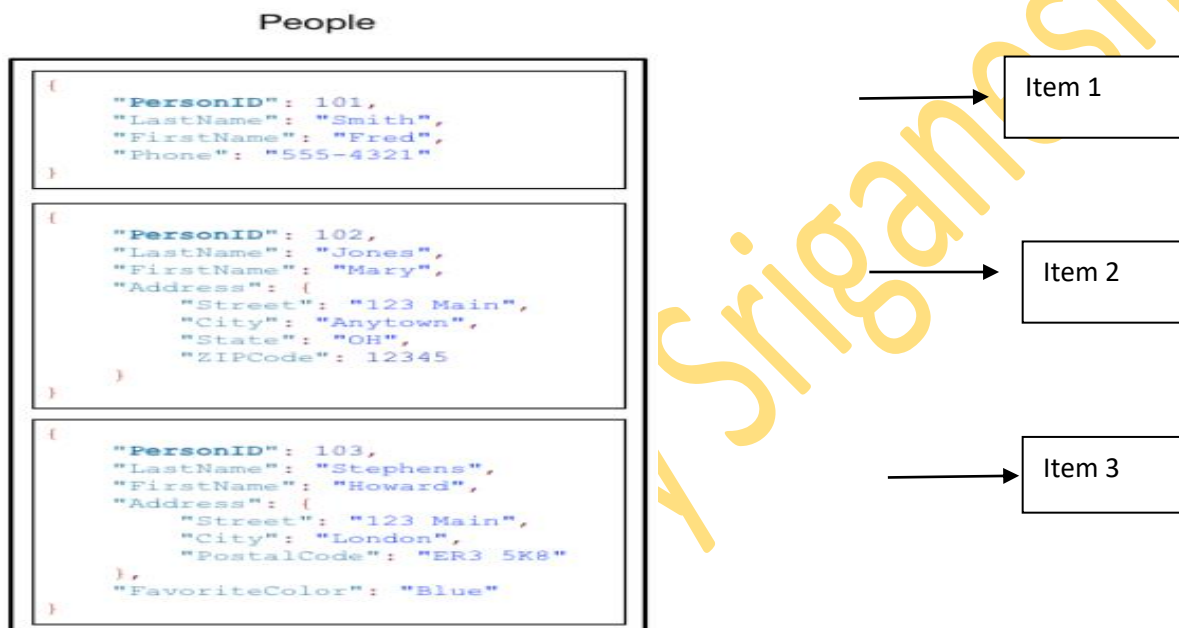 People
{
"PersonID": 101,
"LastName": "Smith",
"FirstName": "Fred",
"Phone": "555-4321"
}
{
"PersonID": 102,
"LastName": "Jones",
"FirstName": "Mary",
"Address": {
"Street": "123 Main",
"City": "Anytown",
"State": "OH",
"ZIPCode": 12345
}
}
{
"PersonID": 103,
"LastName": "Stephens",
"FirstName": "Howard",
"Address": {
"Street": "123 Main",
"City": "London",
"PostalCode": "ER3 5K8"
},
"FavoriteColor": "Blue"
}
Item 1
Item 2
Item 3